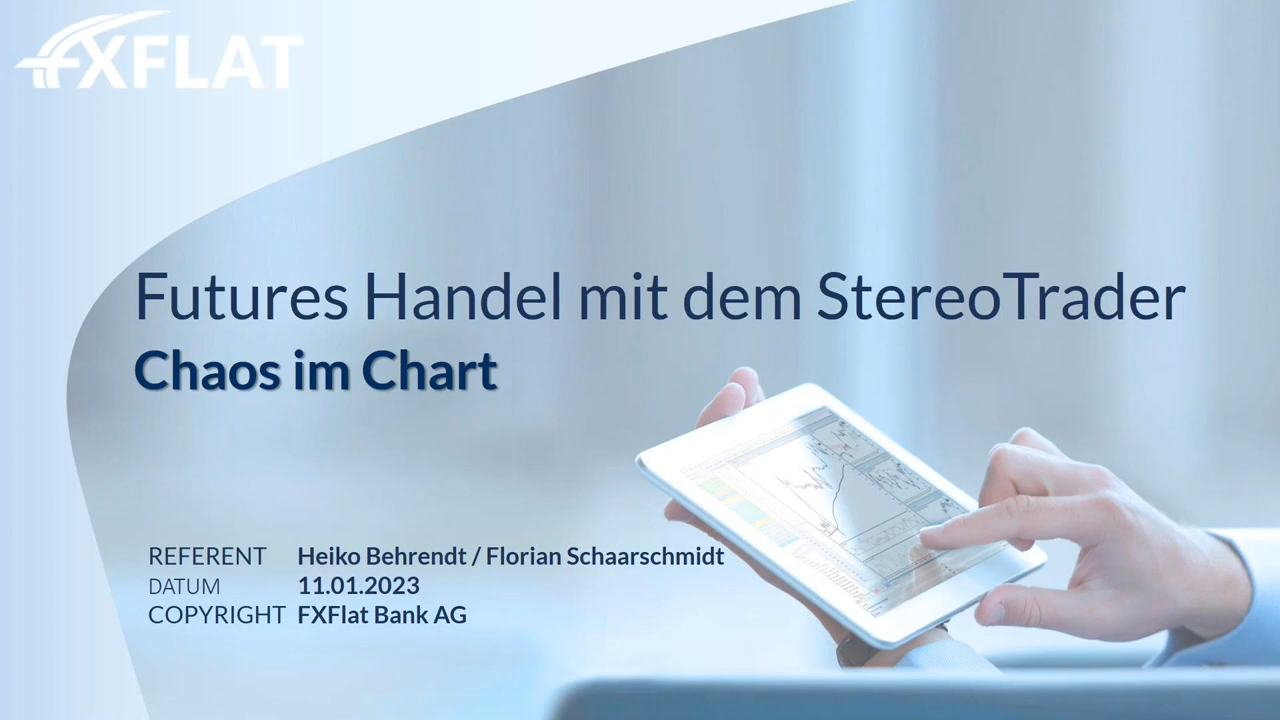 FXFLAT
Futures Handel mit dem StereoTrader
Chaos im Chart
REFERENT Heiko Behrendt / Florian Schaarschmidt
DATUM 11.01.2023
COPYRIGHT FXFlat Bank AG